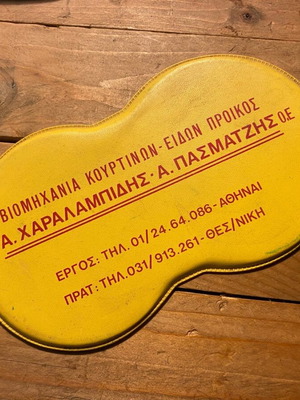 ΒΙΟΜΗΧΑΝΙΑ ΚΟΥΡΤΙΝΩΝ - ΕΙΔΩΝ ΠΡΟΙΚΟΣ
Α. ΧΑΡΑΛΑΜΠΙΔΗΣ · Α. ΠΑΣΜΑΤΖΗΣ Ο.Ε
ΕΡΓΟΣ: ΤΗΛ. 01/24.64.086 - ΑΘΗΝΑΙ
ΠΡΑΤ: ΤΗΛ. 031/913.261 - ΘΕΣ/ΝΙΚΗ